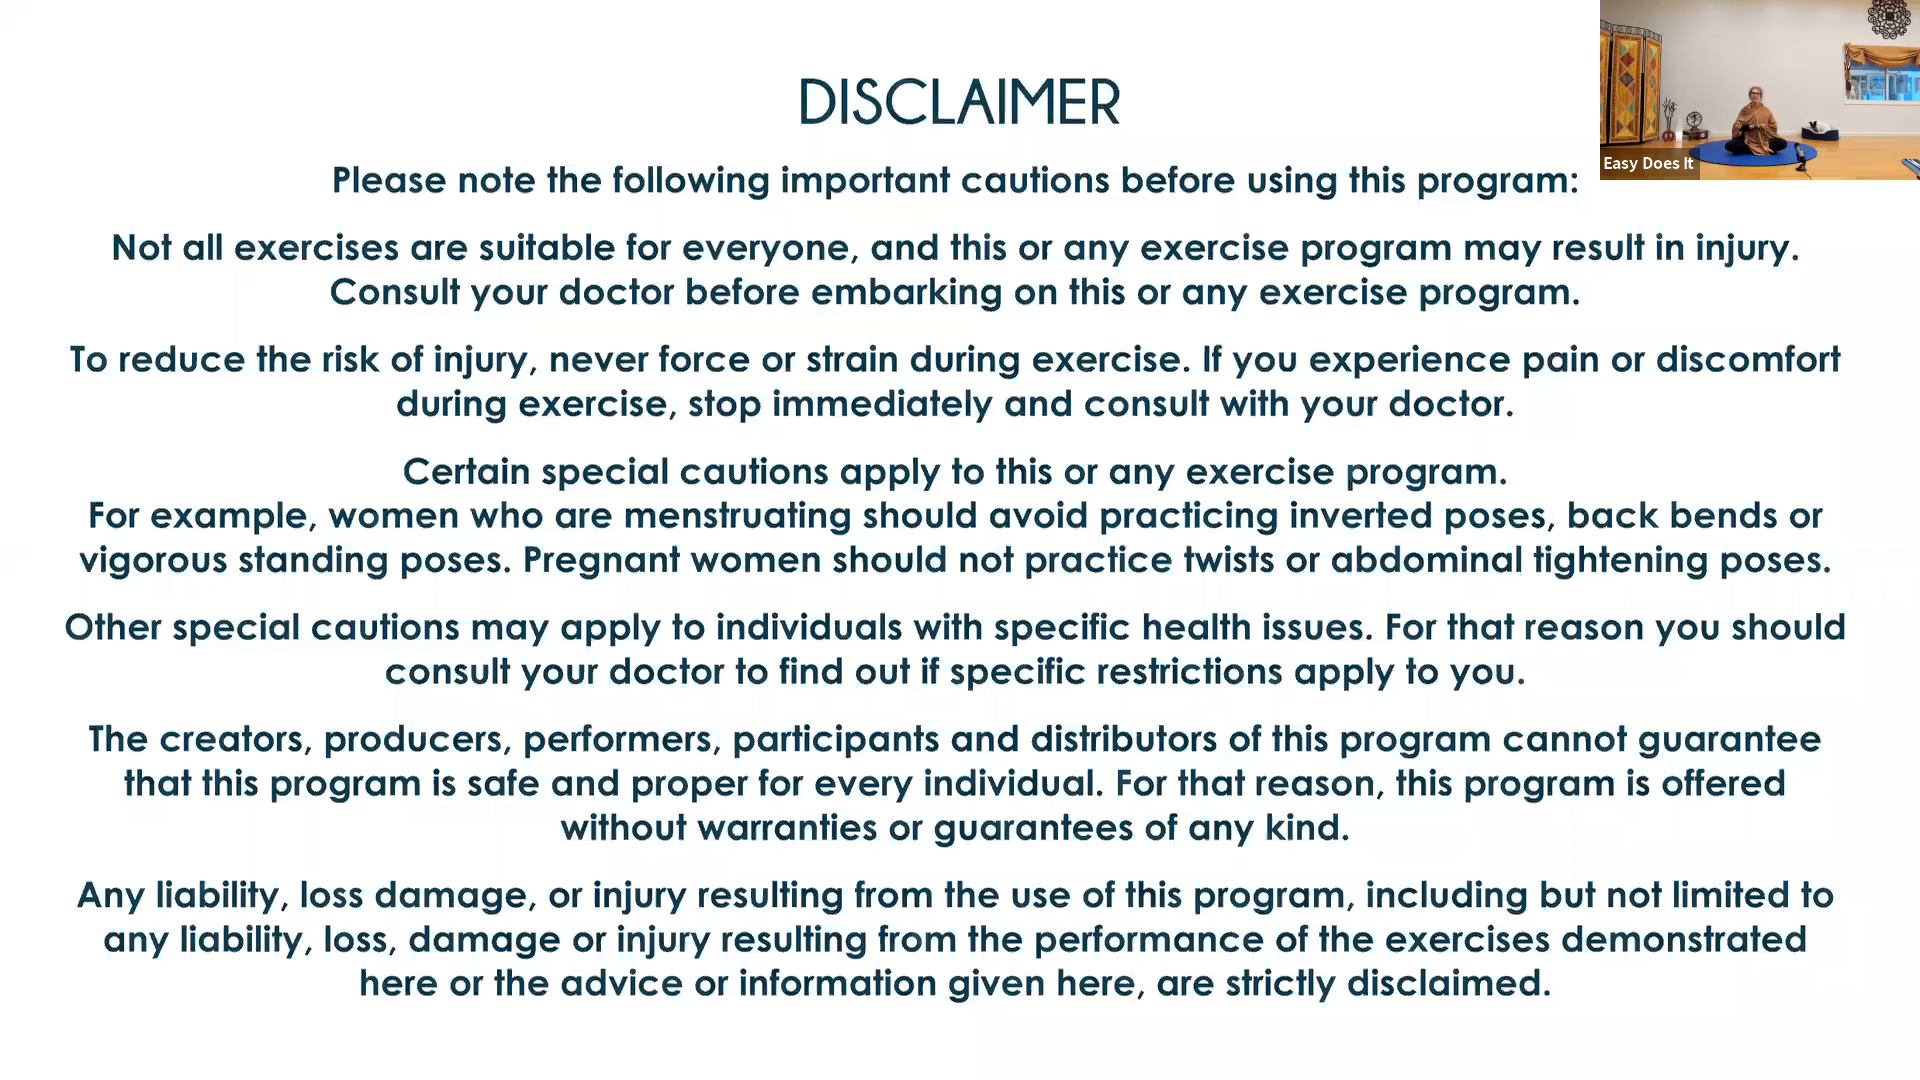 DISCLAIMER
Please note the following important cautions before using this program:
Not all exercises are suitable for everyone, and this or any exercise program may result in injury.
Consult your doctor before embarking on this or any exercise program.
To reduce the risk of injury, never force or strain during exercise. If you experience pain or discomfort
during exercise, stop immediately and consult with your doctor.
Certain special cautions apply to this or any exercise program.
For example, women who are menstruating should avoid practicing inverted poses, back bends or
vigorous standing poses. Pregnant women should not practice twists or abdominal tightening poses.
Other special cautions may apply to individuals with specific health issues. For that reason you should
consult your doctor to find out if specific restrictions apply to you.
The creators, producers, performers, participants and distributors of this program cannot guarantee
that this program is safe and proper for every individual. For that reason, this program is offered
without warranties or guarantees of any kind.
Any liability, loss damage, or injury resulting from the use of this program, including but not limited to
any liability, loss, damage or injury resulting from the performance of the exercises demonstrated
here or the advice or information given here, are strictly disclaimed.
Easy Does It